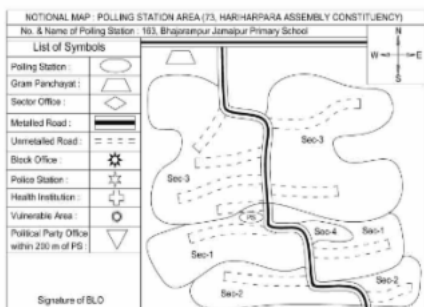 NOTIONAL MAP : POLLING STATION AREA (73, HARIHARPARA ASSEMBLY CONSTITUENCY)
No. & Name of Polling Station : 163, Bhajarampur Jamalpur Primary School
List of Symbols
Polling Station :
Gram Panchayat :
Sector Office :
Metalled Road :
Unmetalled Road :
Block Office :
Police Station :
Health Institution :
Vulnerable Area :
Political Party Office
within 200 m of PS :
Signature of BLO
N
W
E
S
Sec-3
Sec-3
PS
Sec-4
Sec-1
Sec-1
Sec-2
Sec-2